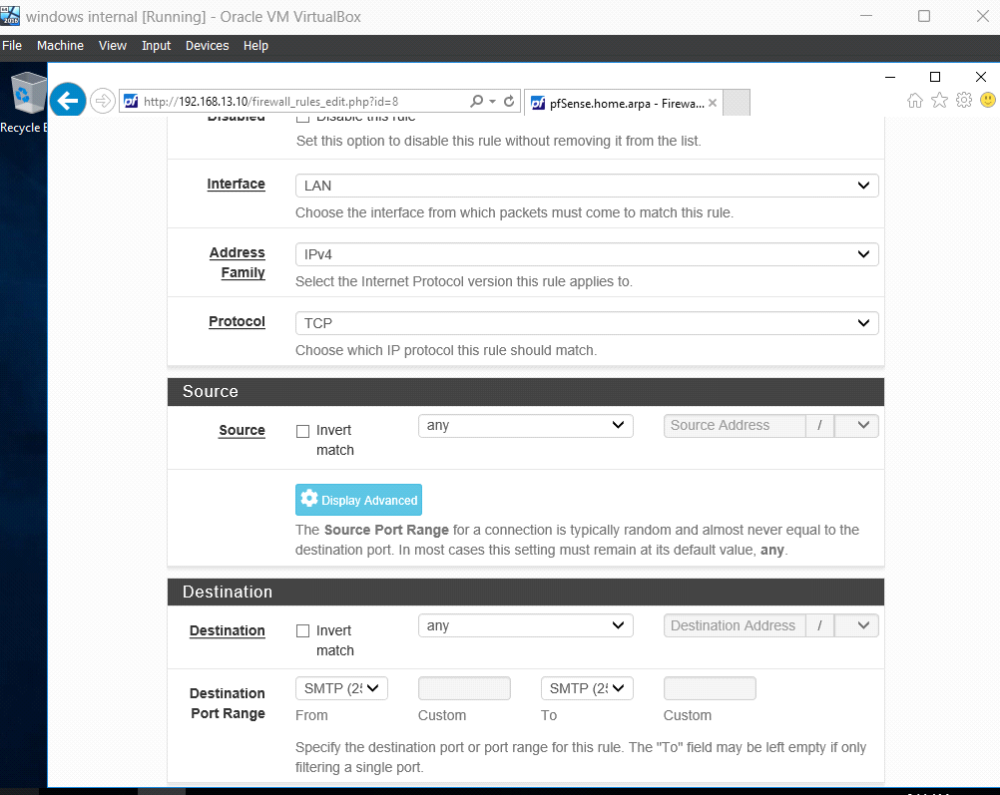 windows internal [Running] - Oracle VM VirtualBox
File Machine View Input Devices Help
http://192.168.13.10/firewall_rules_edit.php?id=8
pfSense.home.arpa - Firewa...
Recycle
Disabled Disable this rule
Set this option to disable this rule without removing it from the list.
Interface LAN
Choose the interface from which packets must come to match this rule.
Address IPv4
Family
Select the Internet Protocol version this rule applies to.
Protocol TCP
Choose which IP protocol this rule should match.
Source
Source Invert any Source Address /
match
Display Advanced
The Source Port Range for a connection is typically random and almost never equal to the
destination port. In most cases this setting must remain at its default value, any.
Destination
Destination Invert any Destination Address /
match
Destination SMTP (25 SMTP (25
Port Range From Custom To Custom
Specify the destination port or port range for this rule. The "To" field may be left empty if only
filtering a single port.